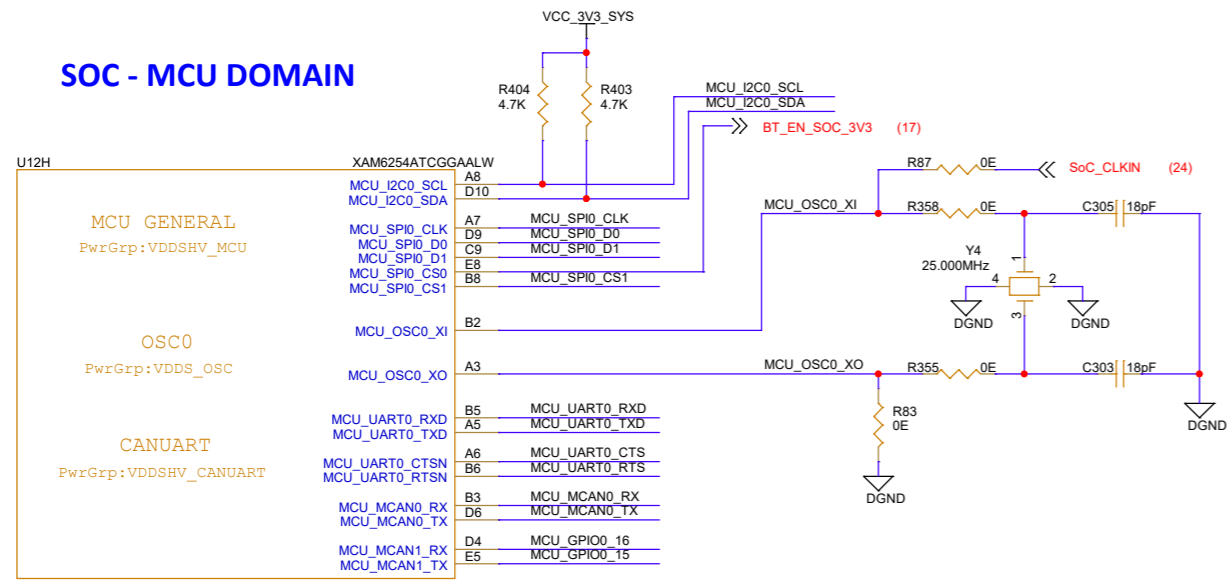 VCC_3V3_SYS
SOC - MCU DOMAIN
R404
4.7K
R403
4.7K
MCU_I2C0_SCL
MCU_I2C0_SDA
BT_EN_SOC_3V3 (17)
U12H
XAM6254ATCGGAALW
MCU GENERAL
PwrGrp:VDDSHV_MCU
OSC0
PwrGrp:VDDS_OSC
CANUART
PwrGrp:VDDSHV_CANUART
MCU_I2C0_SCL A8
MCU_I2C0_SDA D10
MCU_SPI0_CLK A7 MCU_SPI0_CLK
MCU_SPI0_D0 D9 MCU_SPI0_D0
MCU_SPI0_D1 C9 MCU_SPI0_D1
MCU_SPI0_CS0 E8
MCU_SPI0_CS1 B8 MCU_SPI0_CS1
MCU_OSC0_XI B2
MCU_OSC0_XO A3
MCU_UART0_RXD B5 MCU_UART0_RXD
MCU_UART0_TXD A5 MCU_UART0_TXD
MCU_UART0_CTSN A6 MCU_UART0_CTS
MCU_UART0_RTSN B6 MCU_UART0_RTS
MCU_MCAN0_RX B3 MCU_MCAN0_RX
MCU_MCAN0_TX D6 MCU_MCAN0_TX
MCU_MCAN1_RX D4 MCU_GPIO0_16
MCU_MCAN1_TX E5 MCU_GPIO0_15
R87 0E SoC_CLKIN (24)
MCU_OSC0_XI R358 0E C305 18pF
Y4
25.000MHz
1
4 2
3
DGND
DGND
MCU_OSC0_XO R355 0E C303 18pF
R83
0E
DGND
DGND